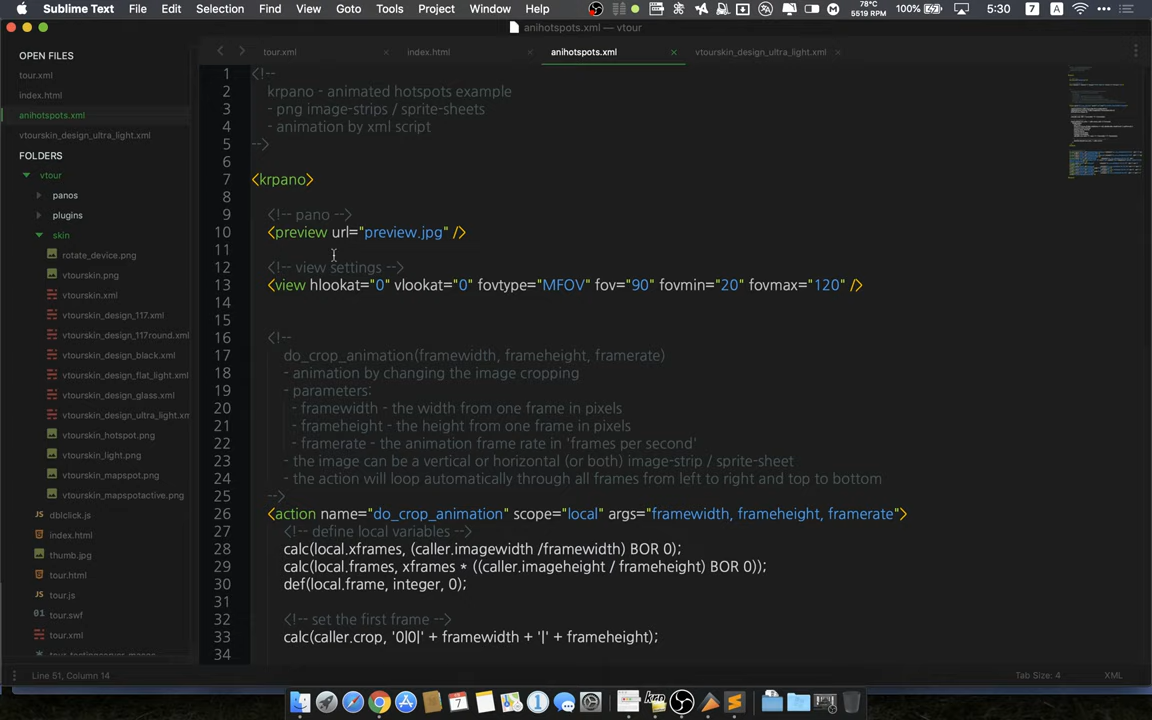 Sublime Text File Edit Selection Find View Goto Tools Project Window Help
78°C
5519 RPM
100%
5:30
7
A
anihotspots.xml — vtour
OPEN FILES
tour.xml
index.html
anihotspots.xml
vtourskin_design_ultra_light.xml
FOLDERS
vtour
panos
plugins
skin
rotate_device.png
vtourskin.png
vtourskin.xml
vtourskin_design_117.xml
vtourskin_design_117round.xml
vtourskin_design_black.xml
vtourskin_design_flat_light.xml
vtourskin_design_glass.xml
vtourskin_design_ultra_light.xm
vtourskin_hotspot.png
vtourskin_light.png
vtourskin_mapspot.png
vtourskin_mapspotactive.png
dblclick.js
index.html
thumb.jpg
tour.html
tour.js
tour.swf
tour.xml
tour.xml
index.html
anihotspots.xml
vtourskin_design_ultra_light.xml
1 <!--
2 krpano - animated hotspots example
3 - png image-strips / sprite-sheets
4 - animation by xml script
5 -->
6
7 <krpano>
8
9 <!-- pano -->
10 <preview url="preview.jpg" />
11
12 <!-- view settings -->
13 <view hlookat="0" vlookat="0" fovtype="MFOV" fov="90" fovmin="20" fovmax="120" />
14
15
16 <!--
17 do_crop_animation(framewidth, frameheight, framerate)
18 - animation by changing the image cropping
19 - parameters:
20 - framewidth - the width from one frame in pixels
21 - frameheight - the height from one frame in pixels
22 - framerate - the animation frame rate in 'frames per second'
23 - the image can be a vertical or horizontal (or both) image-strip / sprite-sheet
24 - the action will loop automatically through all frames from left to right and top to bottom
25 -->
26 <action name="do_crop_animation" scope="local" args="framewidth, frameheight, framerate">
27 <!-- define local variables -->
28 calc(local.xframes, (caller.imagewidth /framewidth) BOR 0);
29 calc(local.frames, xframes * ((caller.imageheight / frameheight) BOR 0));
30 def(local.frame, integer, 0);
31
32 <!-- set the first frame -->
33 calc(caller.crop, '0|0|' + framewidth + '|' + frameheight);
34
Line 51, Column 14
Tab Size: 4
XML